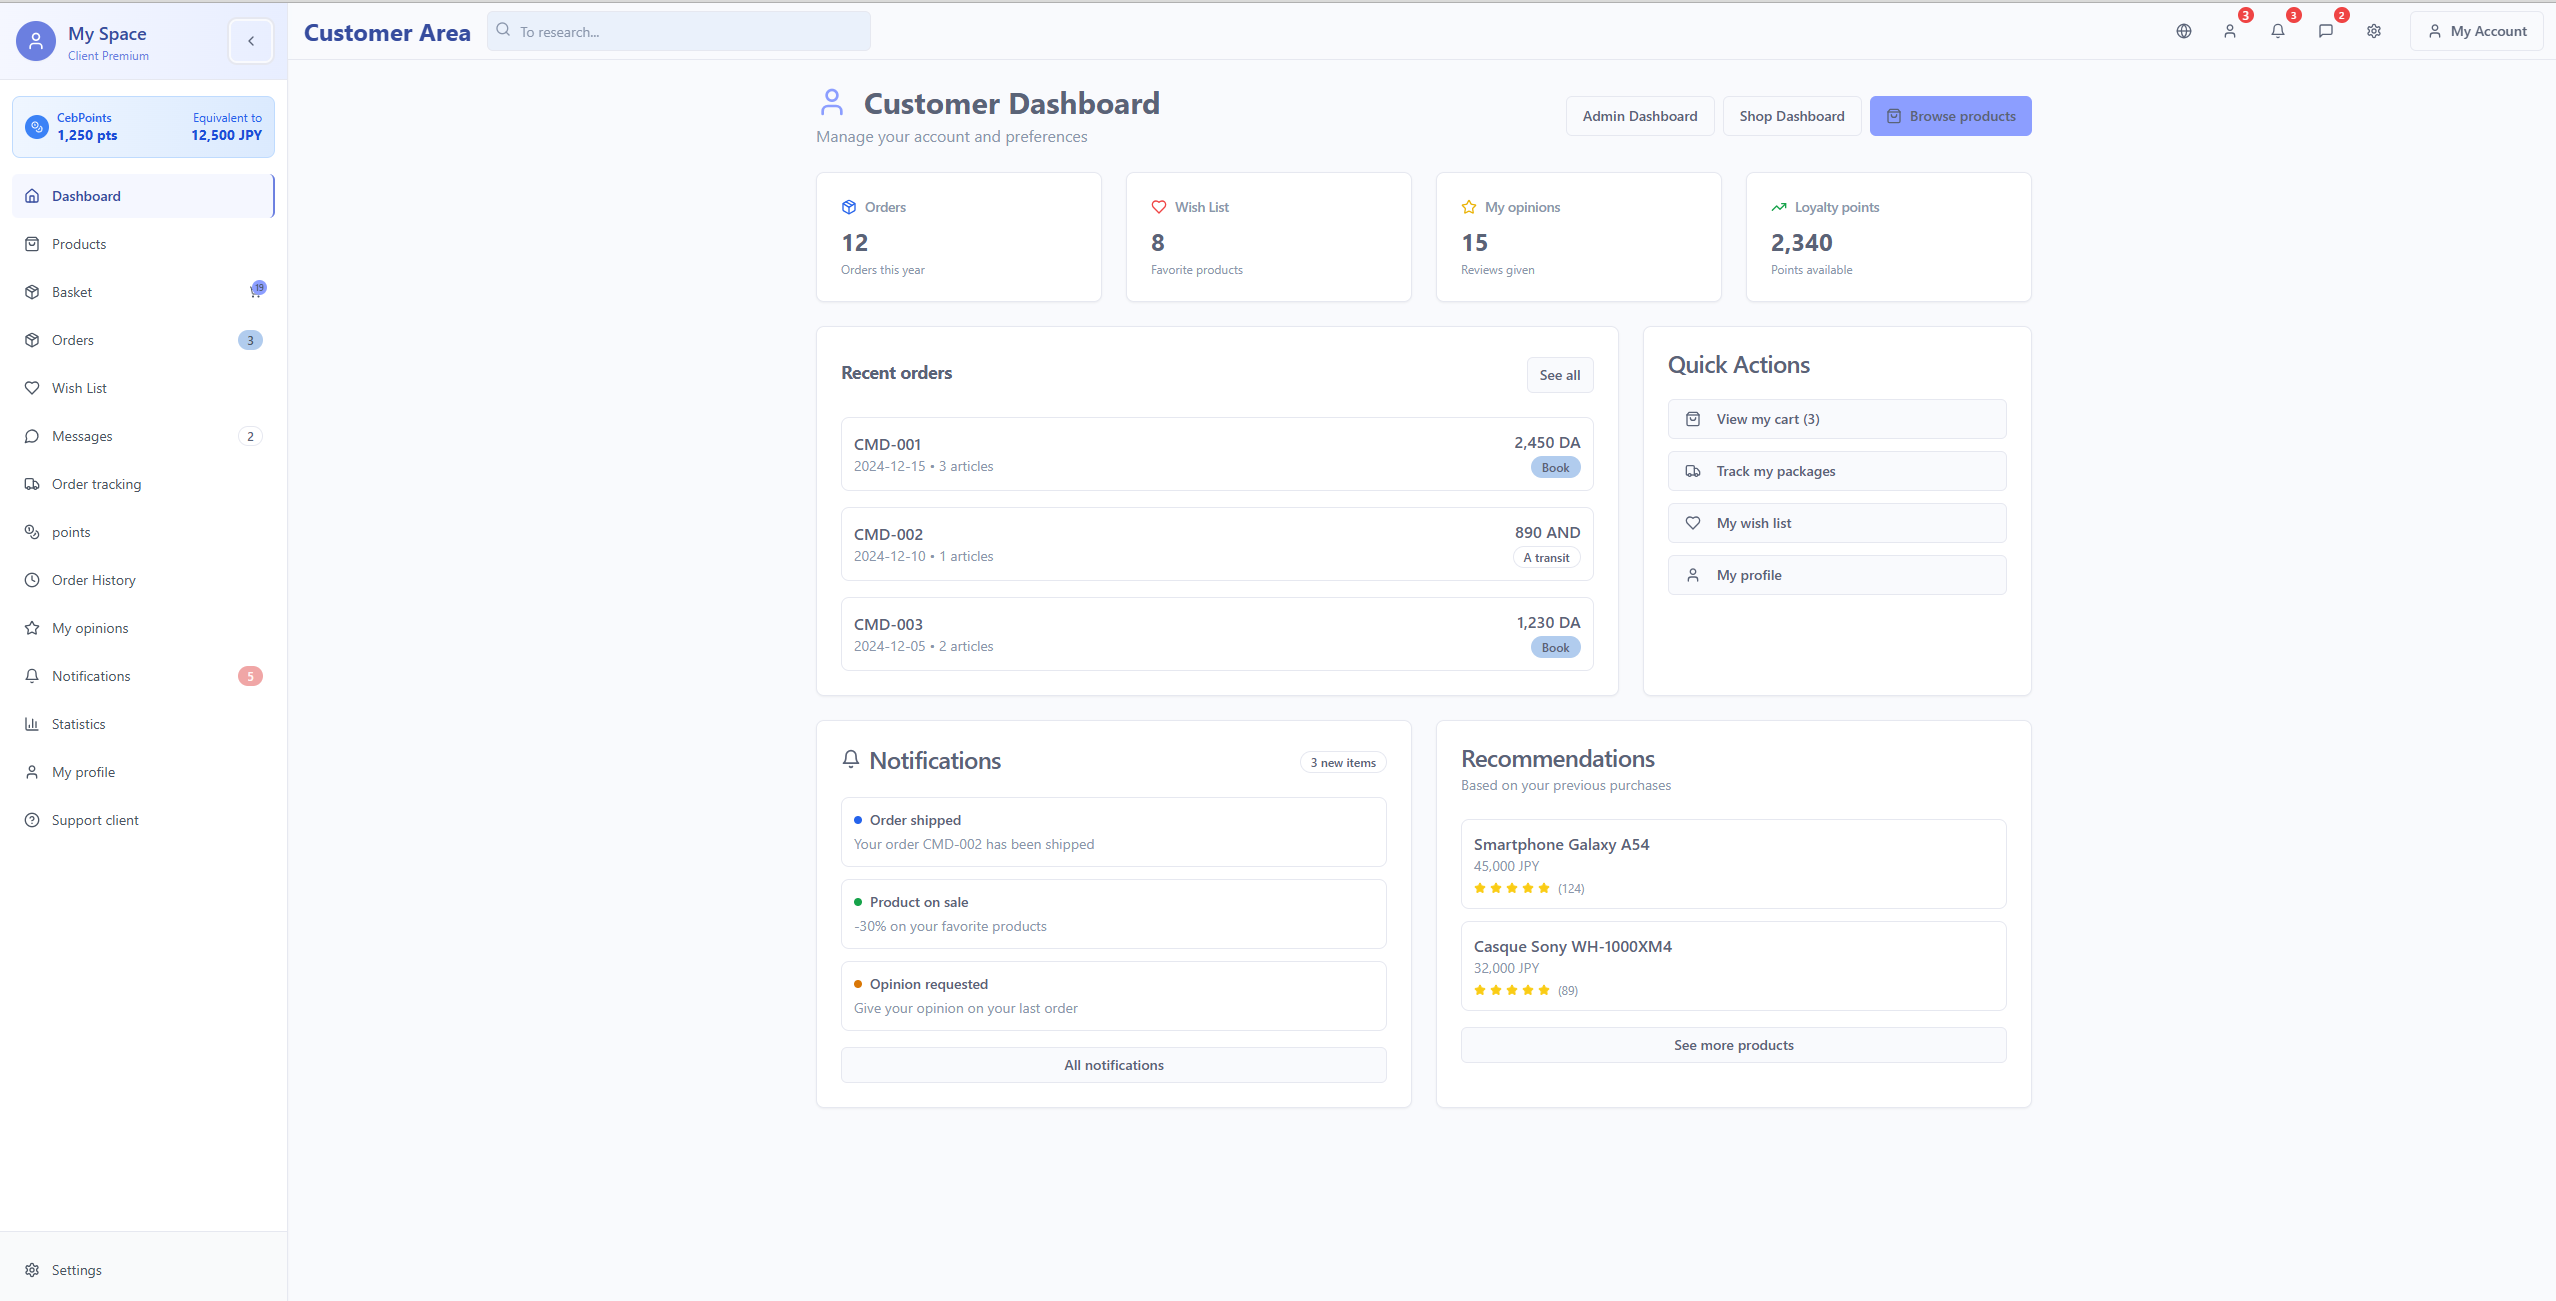 My Space
Client Premium
CebPoints
1,250 pts
Equivalent to
12,500 JPY
Dashboard
Products
Basket
19
Orders
3
Wish List
Messages
2
Order tracking
points
Order History
My opinions
Notifications
5
Statistics
My profile
Support client
Settings
Customer Area
To research...
3
3
2
My Account
Customer Dashboard
Manage your account and preferences
Admin Dashboard
Shop Dashboard
Browse products
Orders
12
Orders this year
Wish List
8
Favorite products
My opinions
15
Reviews given
Loyalty points
2,340
Points available
Recent orders
See all
CMD-001
2024-12-15 • 3 articles
2,450 DA
Book
CMD-002
2024-12-10 • 1 articles
890 AND
A transit
CMD-003
2024-12-05 • 2 articles
1,230 DA
Book
Quick Actions
View my cart (3)
Track my packages
My wish list
My profile
Notifications
3 new items
Order shipped
Your order CMD-002 has been shipped
Product on sale
-30% on your favorite products
Opinion requested
Give your opinion on your last order
All notifications
Recommendations
Based on your previous purchases
Smartphone Galaxy A54
45,000 JPY
(124)
Casque Sony WH-1000XM4
32,000 JPY
(89)
See more products